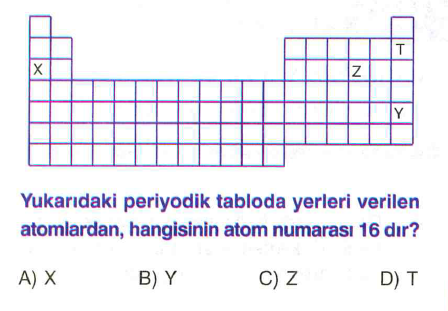 T
X
Z
Y
Yukarıdaki periyodik tabloda yerleri verilen
atomlardan, hangisinin atom numarası 16 dır?
A) X B) Y C) Z D) T